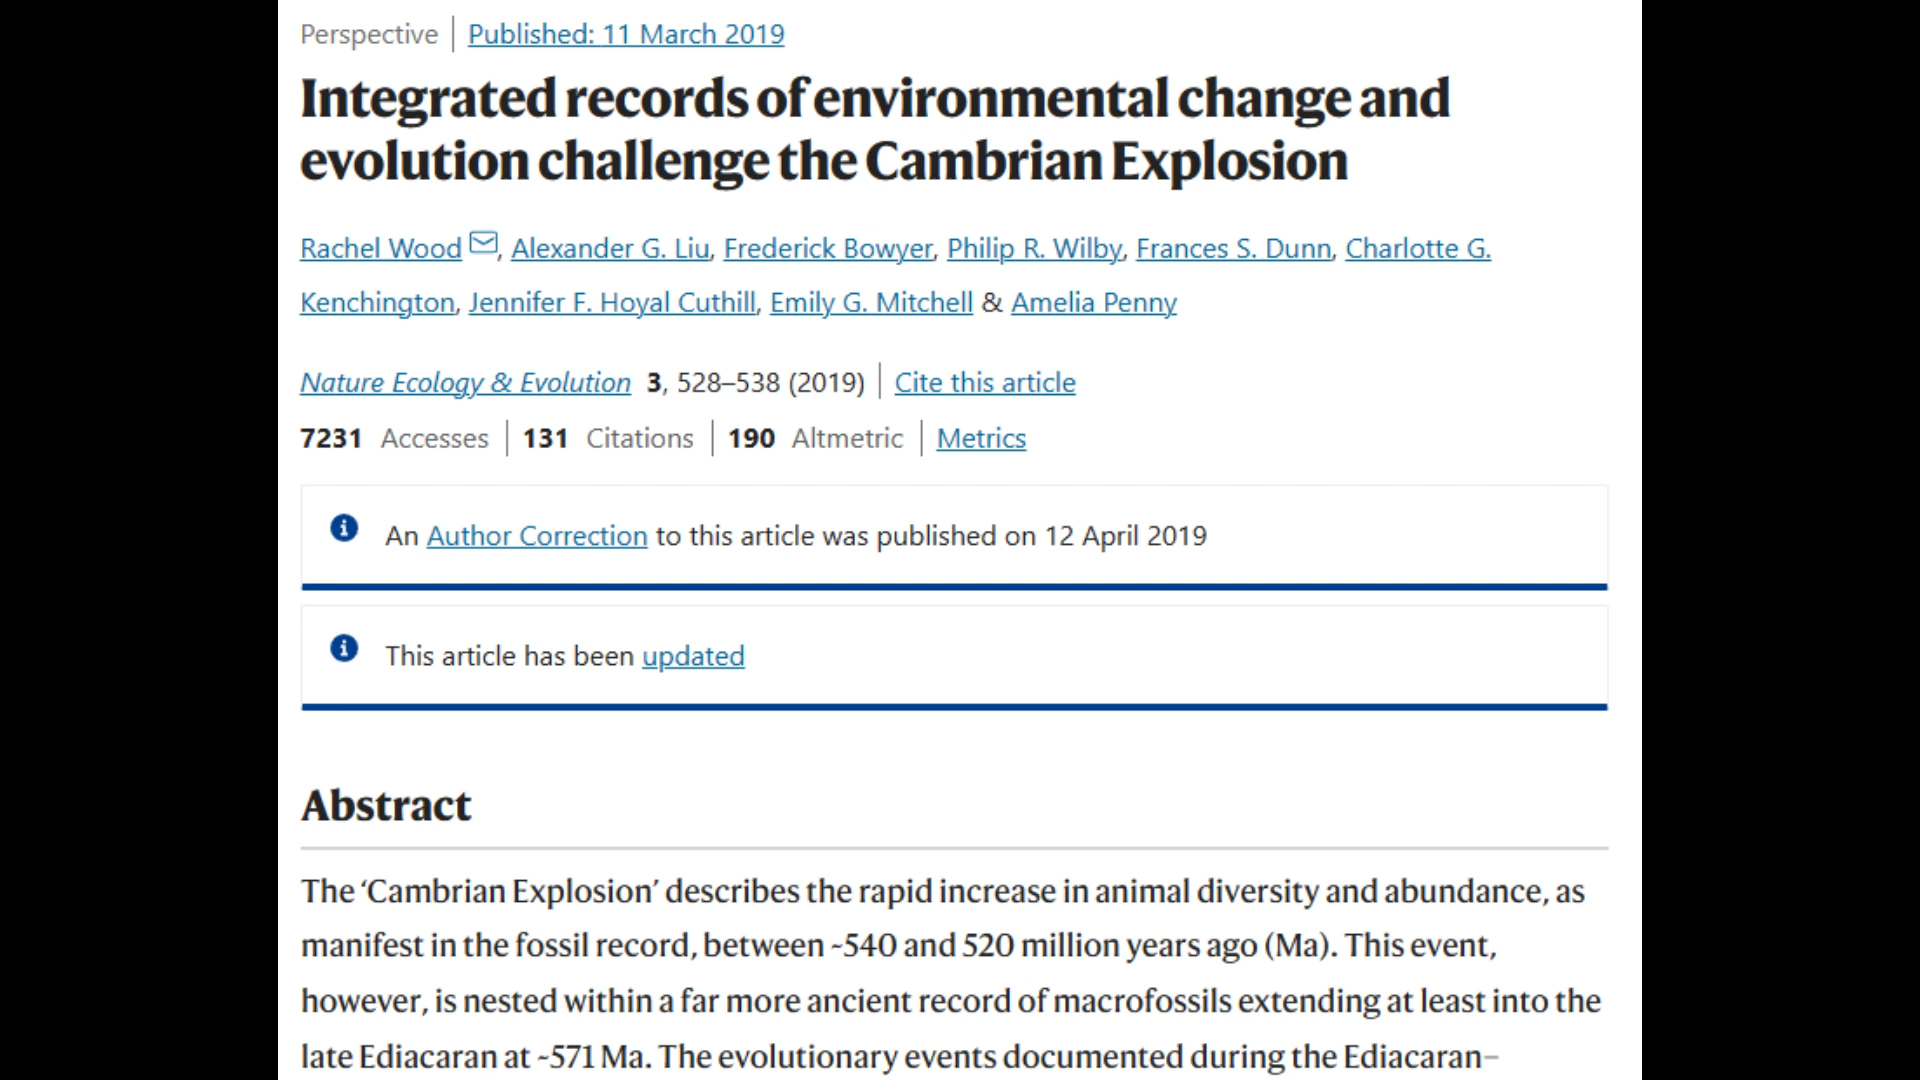 Perspective | Published: 11 March 2019
Integrated records of environmental change and
evolution challenge the Cambrian Explosion
Rachel Wood, Alexander G. Liu, Frederick Bowyer, Philip R. Wilby, Frances S. Dunn, Charlotte G.
Kenchington, Jennifer F. Hoyal Cuthill, Emily G. Mitchell & Amelia Penny
Nature Ecology & Evolution 3, 528–538 (2019) | Cite this article
7231 Accesses | 131 Citations | 190 Altmetric | Metrics
An Author Correction to this article was published on 12 April 2019
This article has been updated
Abstract
The ‘Cambrian Explosion’ describes the rapid increase in animal diversity and abundance, as
manifest in the fossil record, between ~540 and 520 million years ago (Ma). This event,
however, is nested within a far more ancient record of macrofossils extending at least into the
late Ediacaran at ~571 Ma. The evolutionary events documented during the Ediacaran–